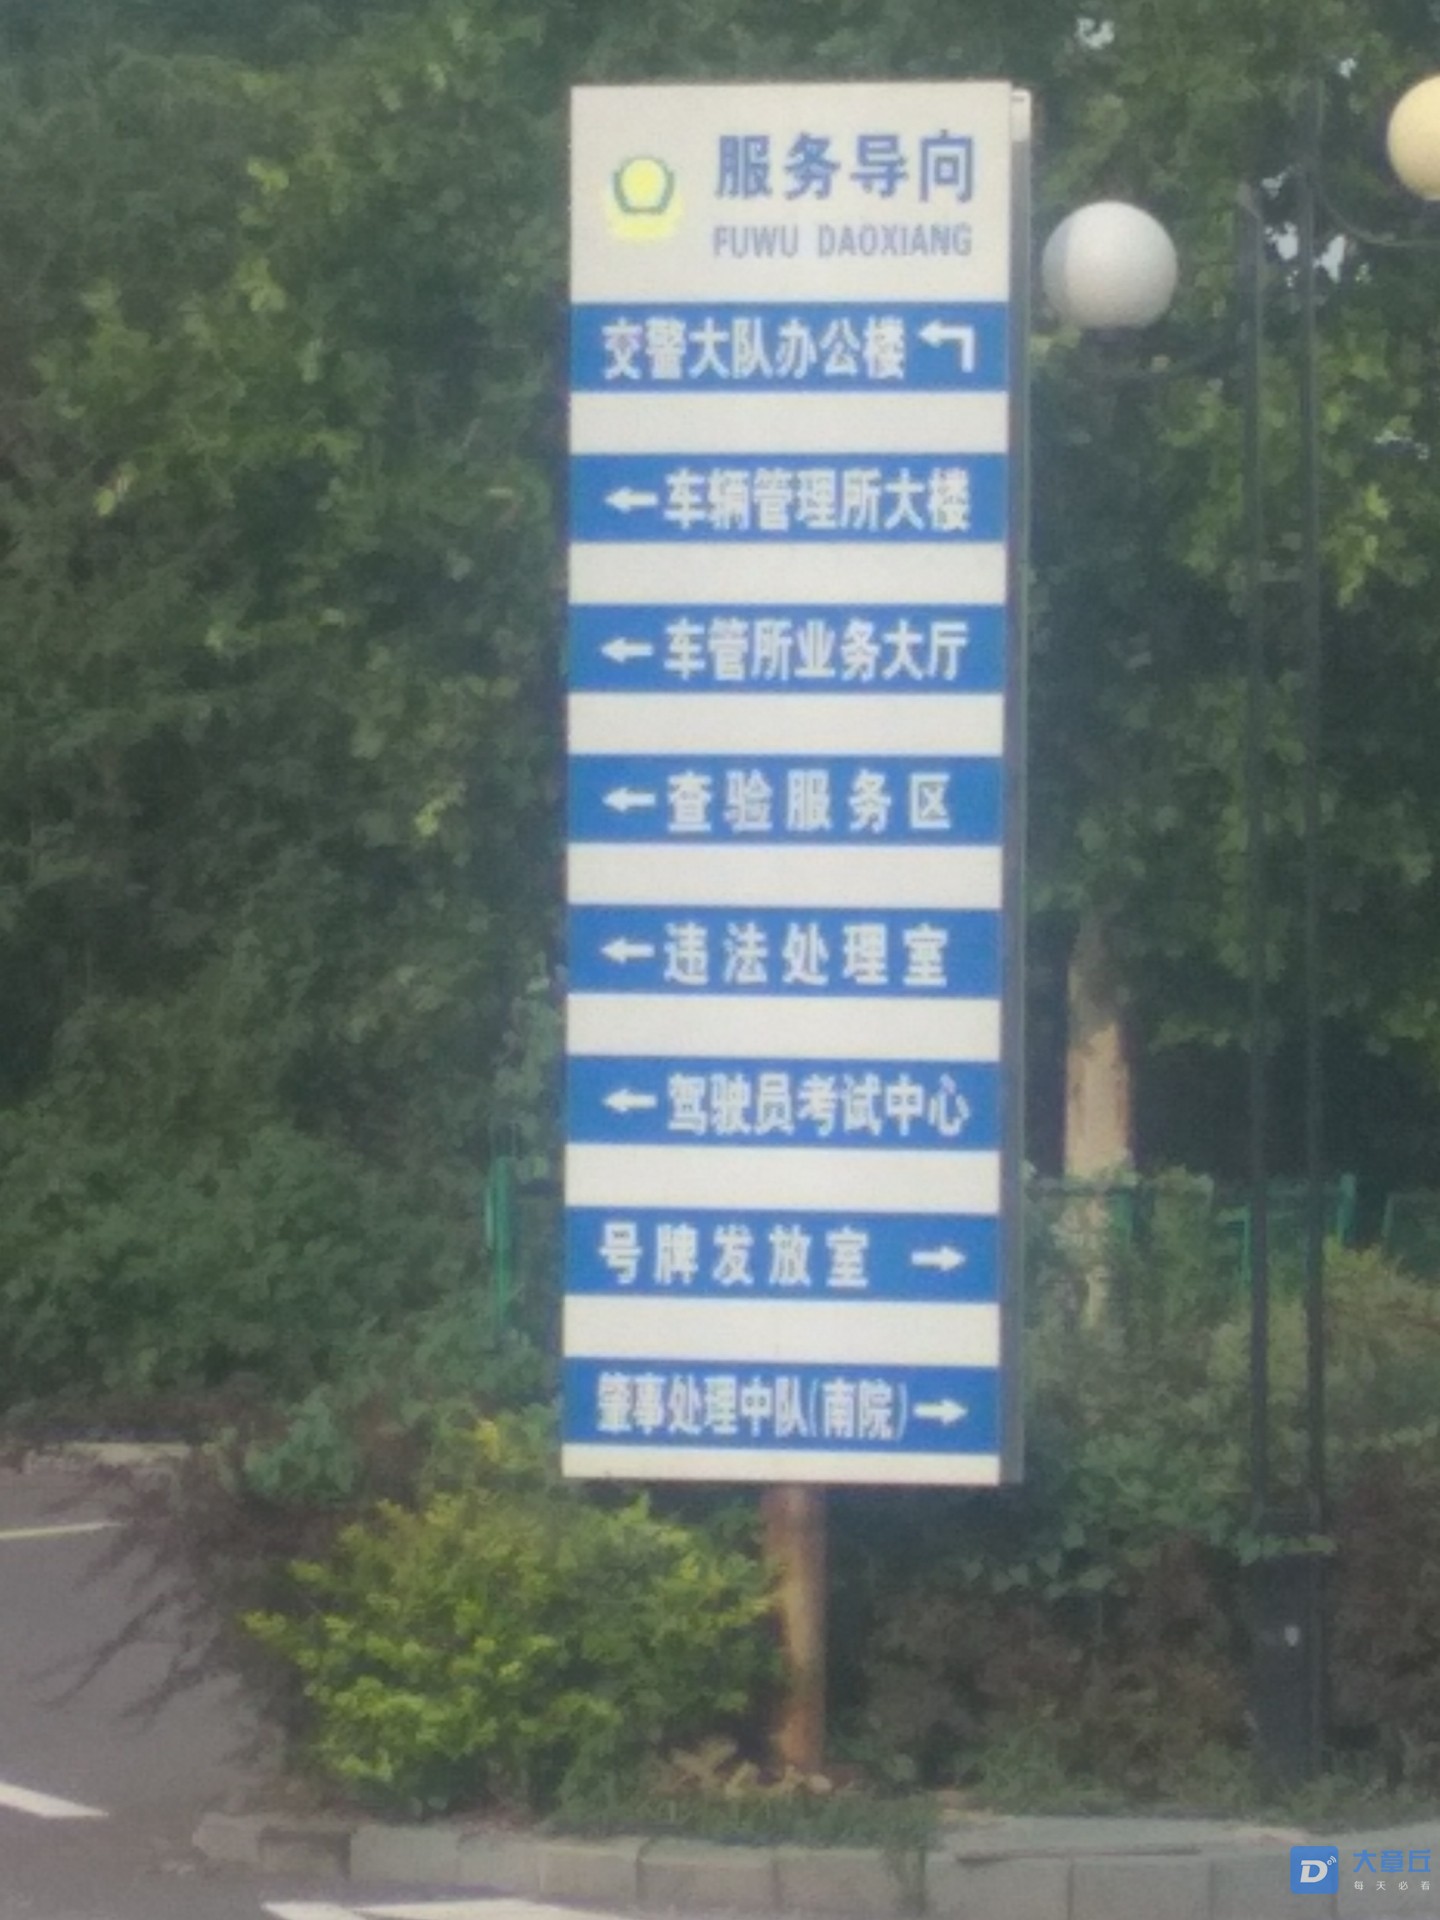 服务导向
FUWU DAOXIANG
交警大队办公楼
车辆管理所大楼
车管所业务大厅
查验服务区
违法处理室
驾驶员考试中心
号牌发放室
肇事处理中队(南院)
大章丘
每天必看